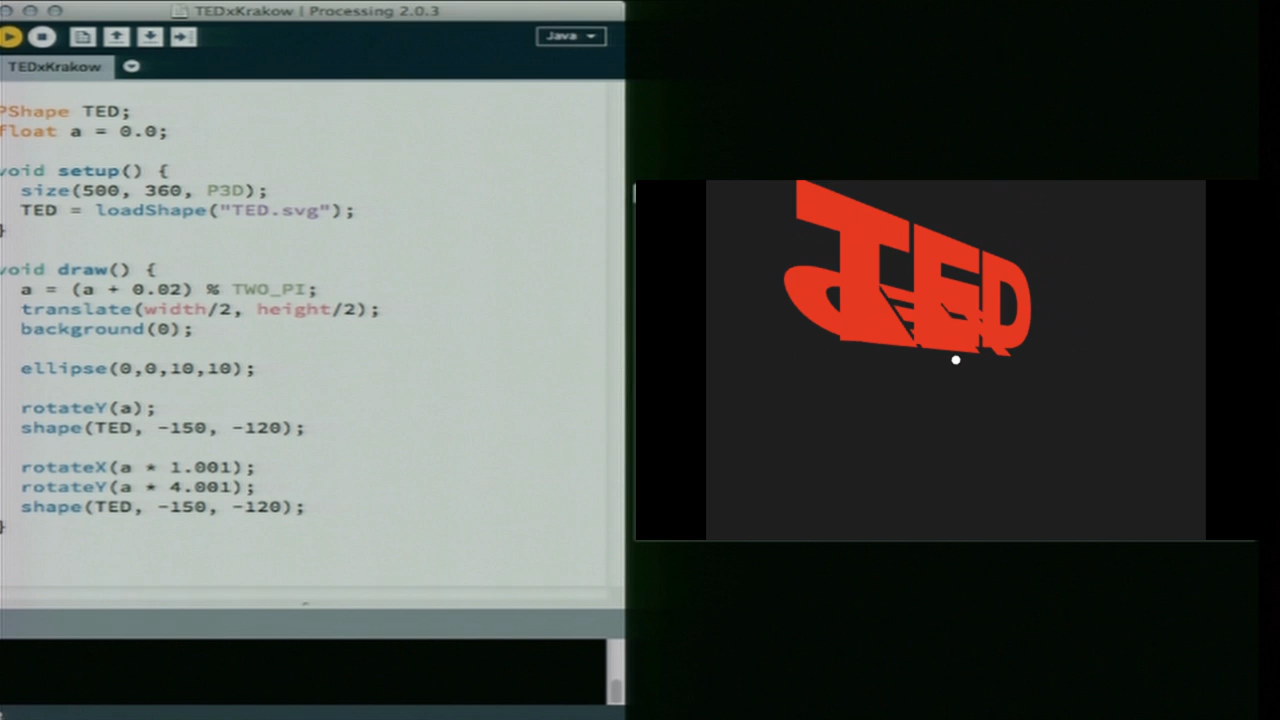 TEDxKrakow | Processing 2.0.3
Java
TEDxKrakow
PShape TED;
float a = 0.0;
void setup() {
size(500, 360, P3D);
TED = loadShape("TED.svg");
}
void draw() {
a = (a + 0.02) % TWO_PI;
translate(width/2, height/2);
background(0);
ellipse(0,0,10,10);
rotateY(a);
shape(TED, -150, -120);
rotateX(a * 1.001);
rotateY(a * 4.001);
shape(TED, -150, -120);
}
TED